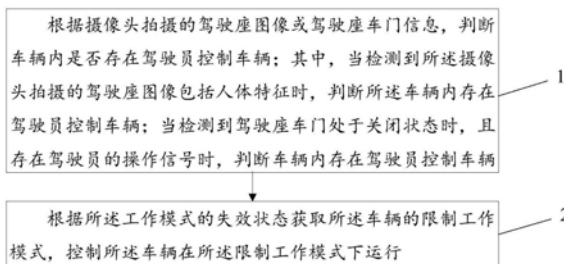 根据摄像头拍摄的驾驶座图像或驾驶座车门信息，判断
车辆内是否存在驾驶员控制车辆；其中，当检测到所述摄像
头拍摄的驾驶座图像包括人体特征时，判断所述车辆内存在
驾驶员控制车辆；当检测到驾驶座车门处于关闭状态时，且
存在驾驶员的操作信号时，判断车辆内存在驾驶员控制车辆
1
根据所述工作模式的失效状态获取所述车辆的限制工作
模式，控制所述车辆在所述限制工作模式下运行
2